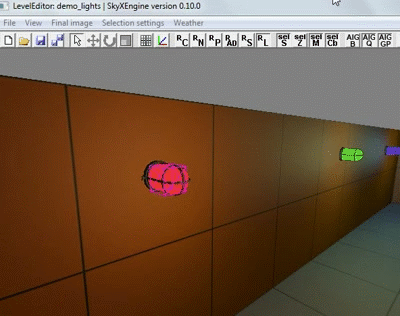 LevelEditor: demo_lights | SkyXEngine version 0.10.0
File View Final image Selection settings Weather
R C R N R P R AD R S R L sel S sel Z sel M sel Cb AIG B AIG Q AIG GP